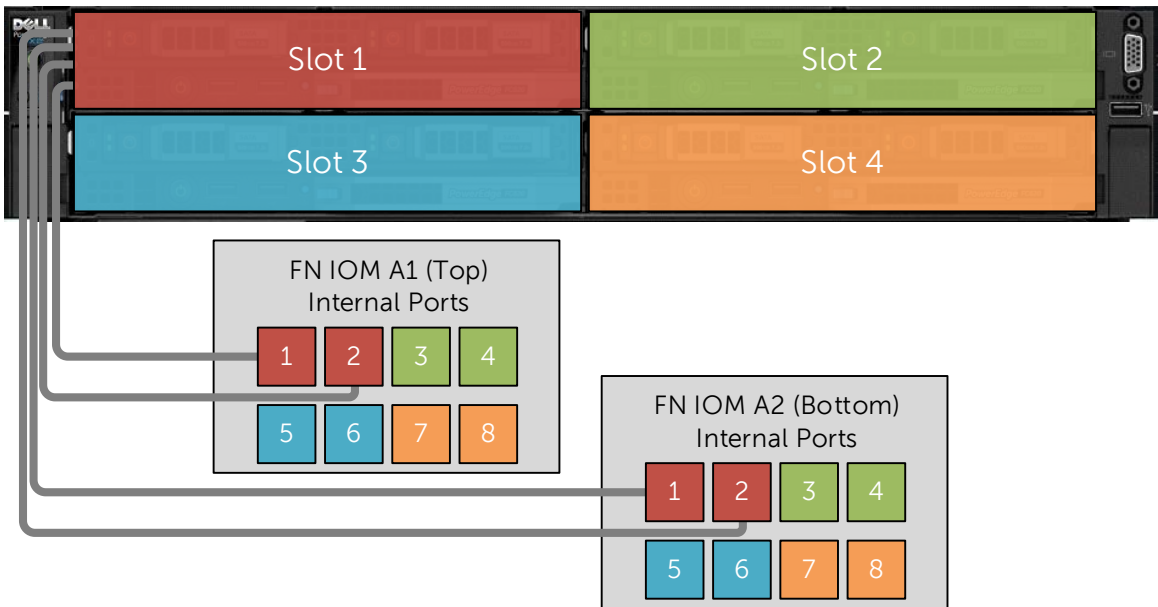 DELL
Slot 1
Slot 2
Slot 3
Slot 4
FN IOM A1 (Top)
Internal Ports
1 2 3 4
5 6 7 8
FN IOM A2 (Bottom)
Internal Ports
1 2 3 4
5 6 7 8